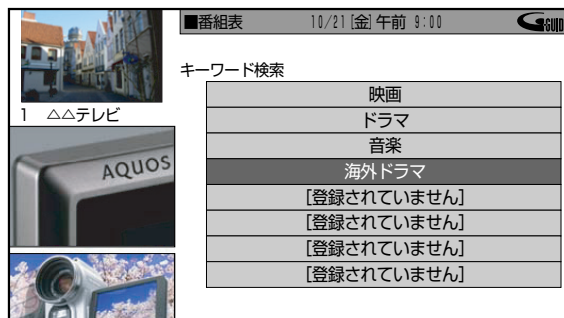 ■番組表 10/21[金]午前 9:00 G-GUID
キーワード検索
映画
1 △△テレビ
ドラマ
音楽
海外ドラマ
AQUOS
[登録されていません]
[登録されていません]
[登録されていません]
[登録されていません]